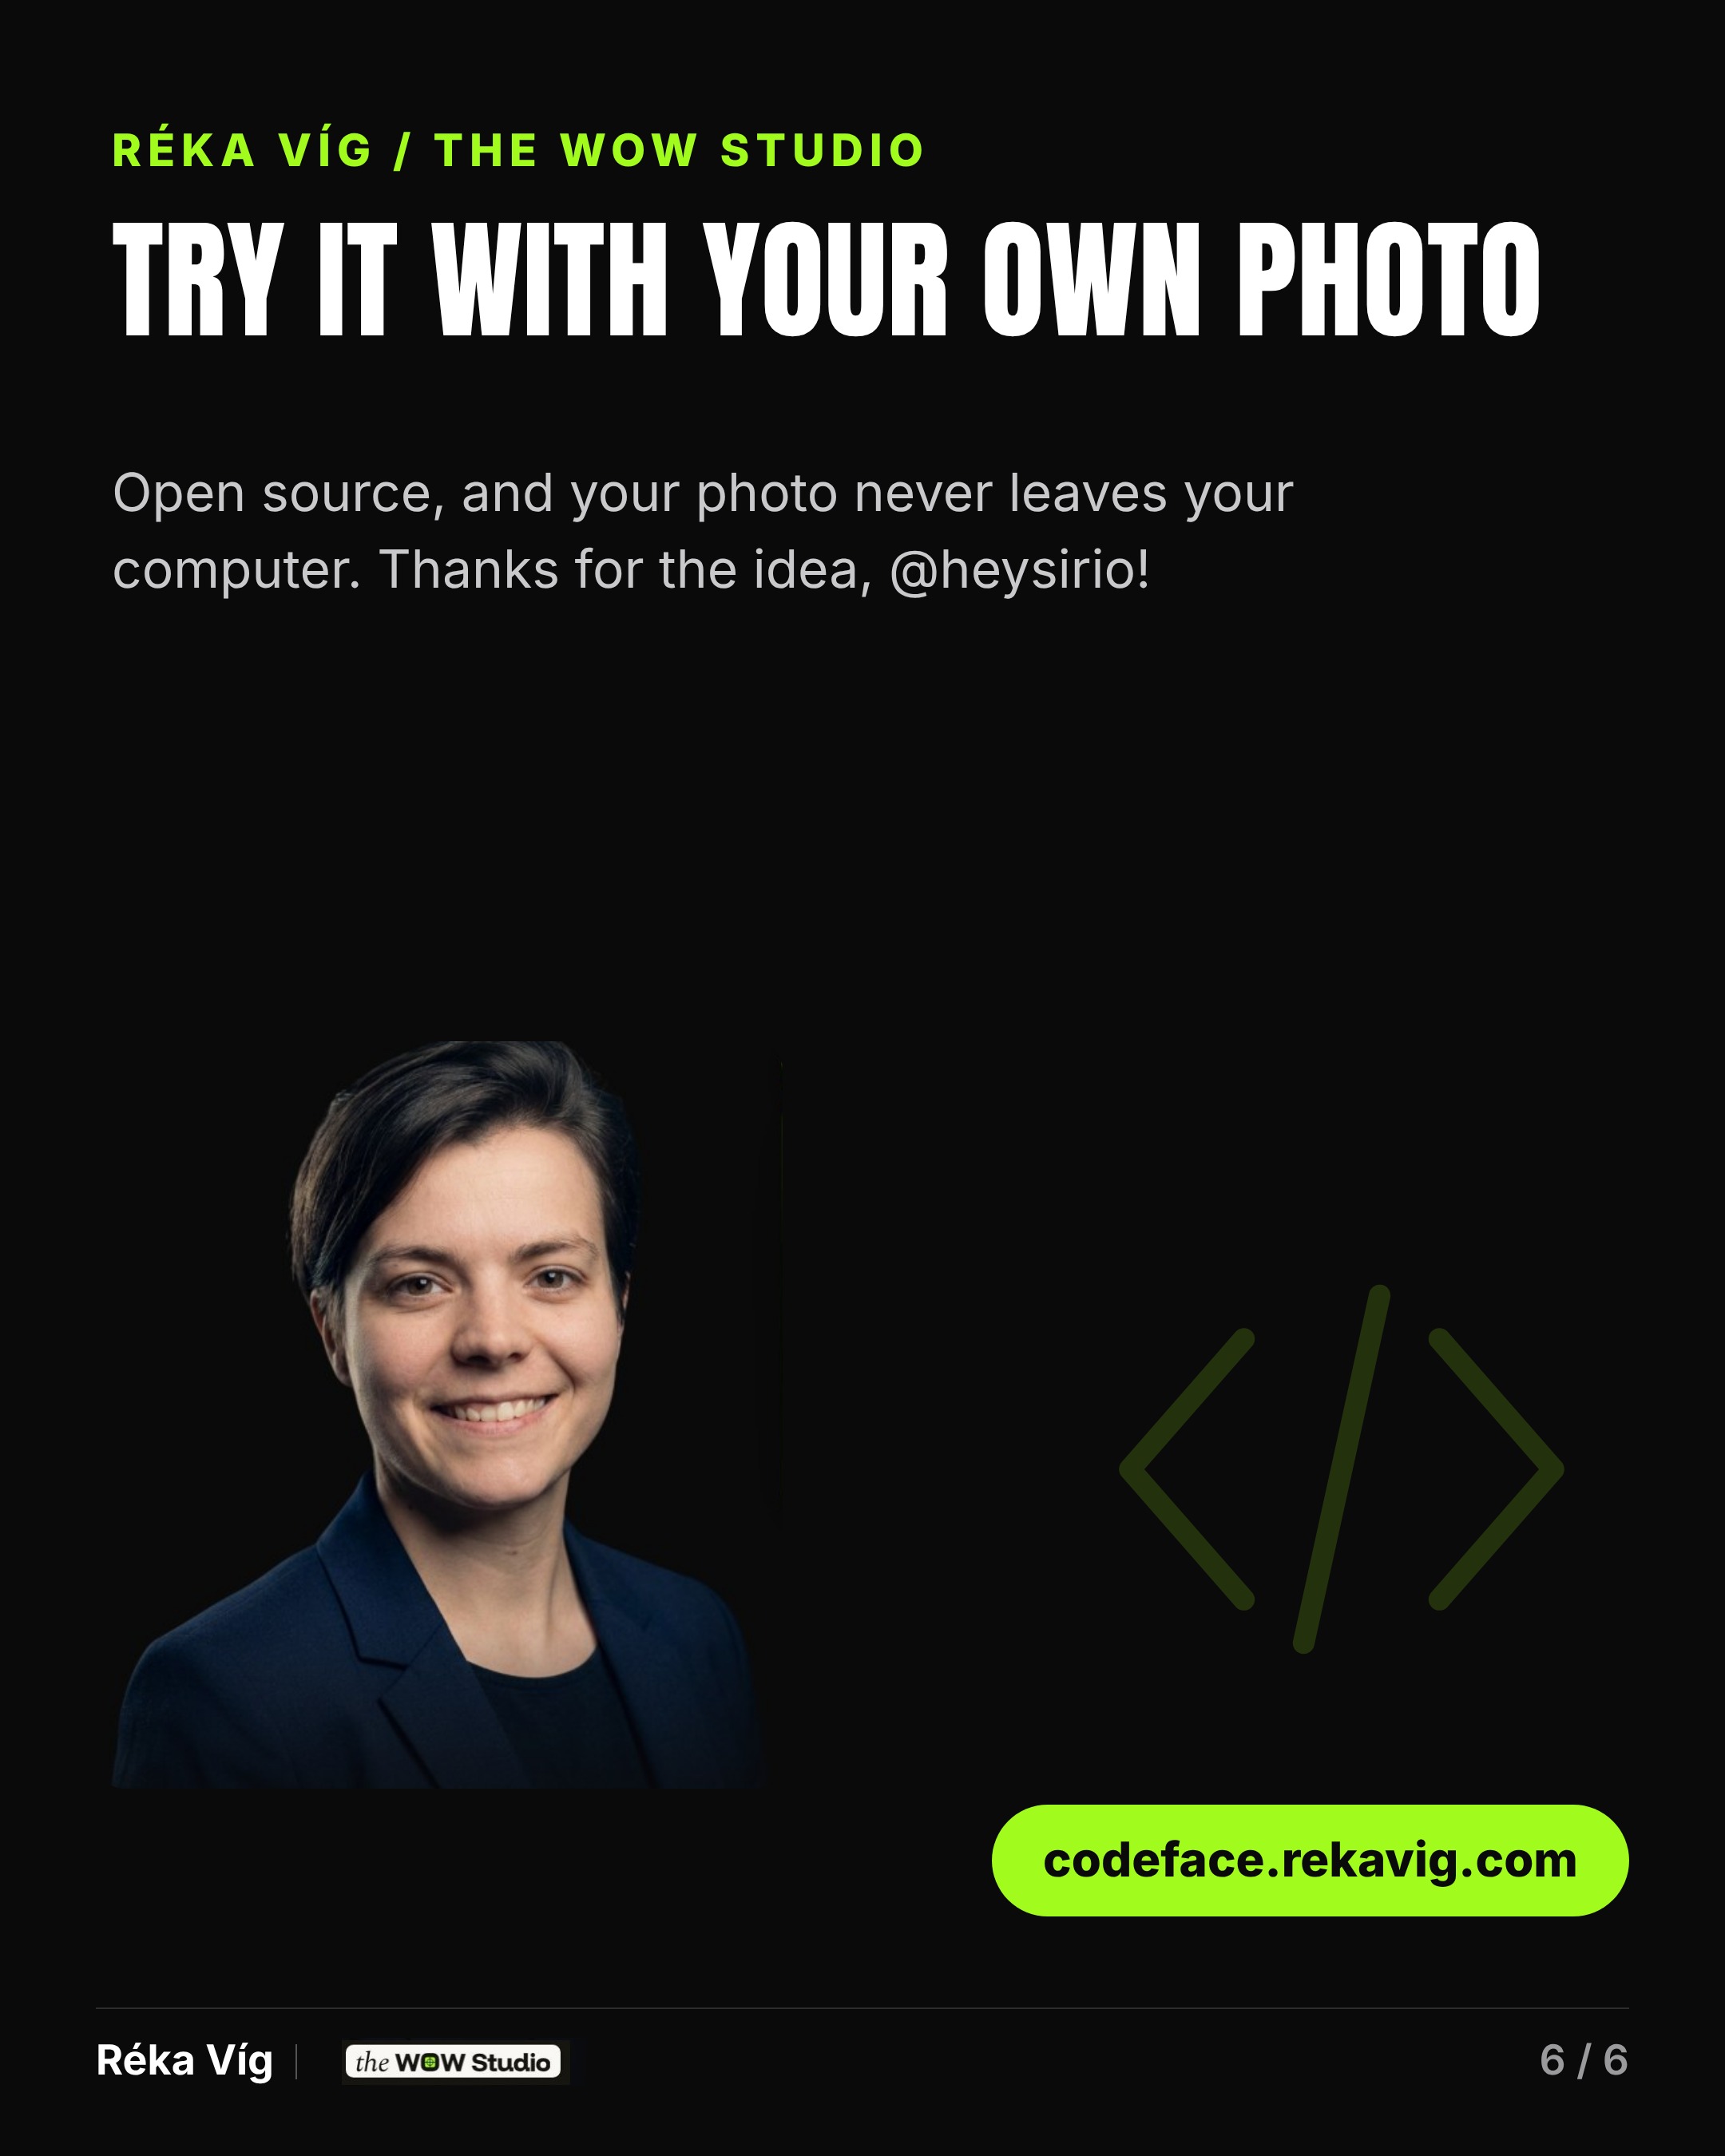 RÉKA VÍG / THE WOW STUDIO
TRY IT WITH YOUR OWN PHOTO
Open source, and your photo never leaves your
computer. Thanks for the idea, @heysirio!
codeface.rekavig.com
Réka Víg
the WOW Studio
6 / 6